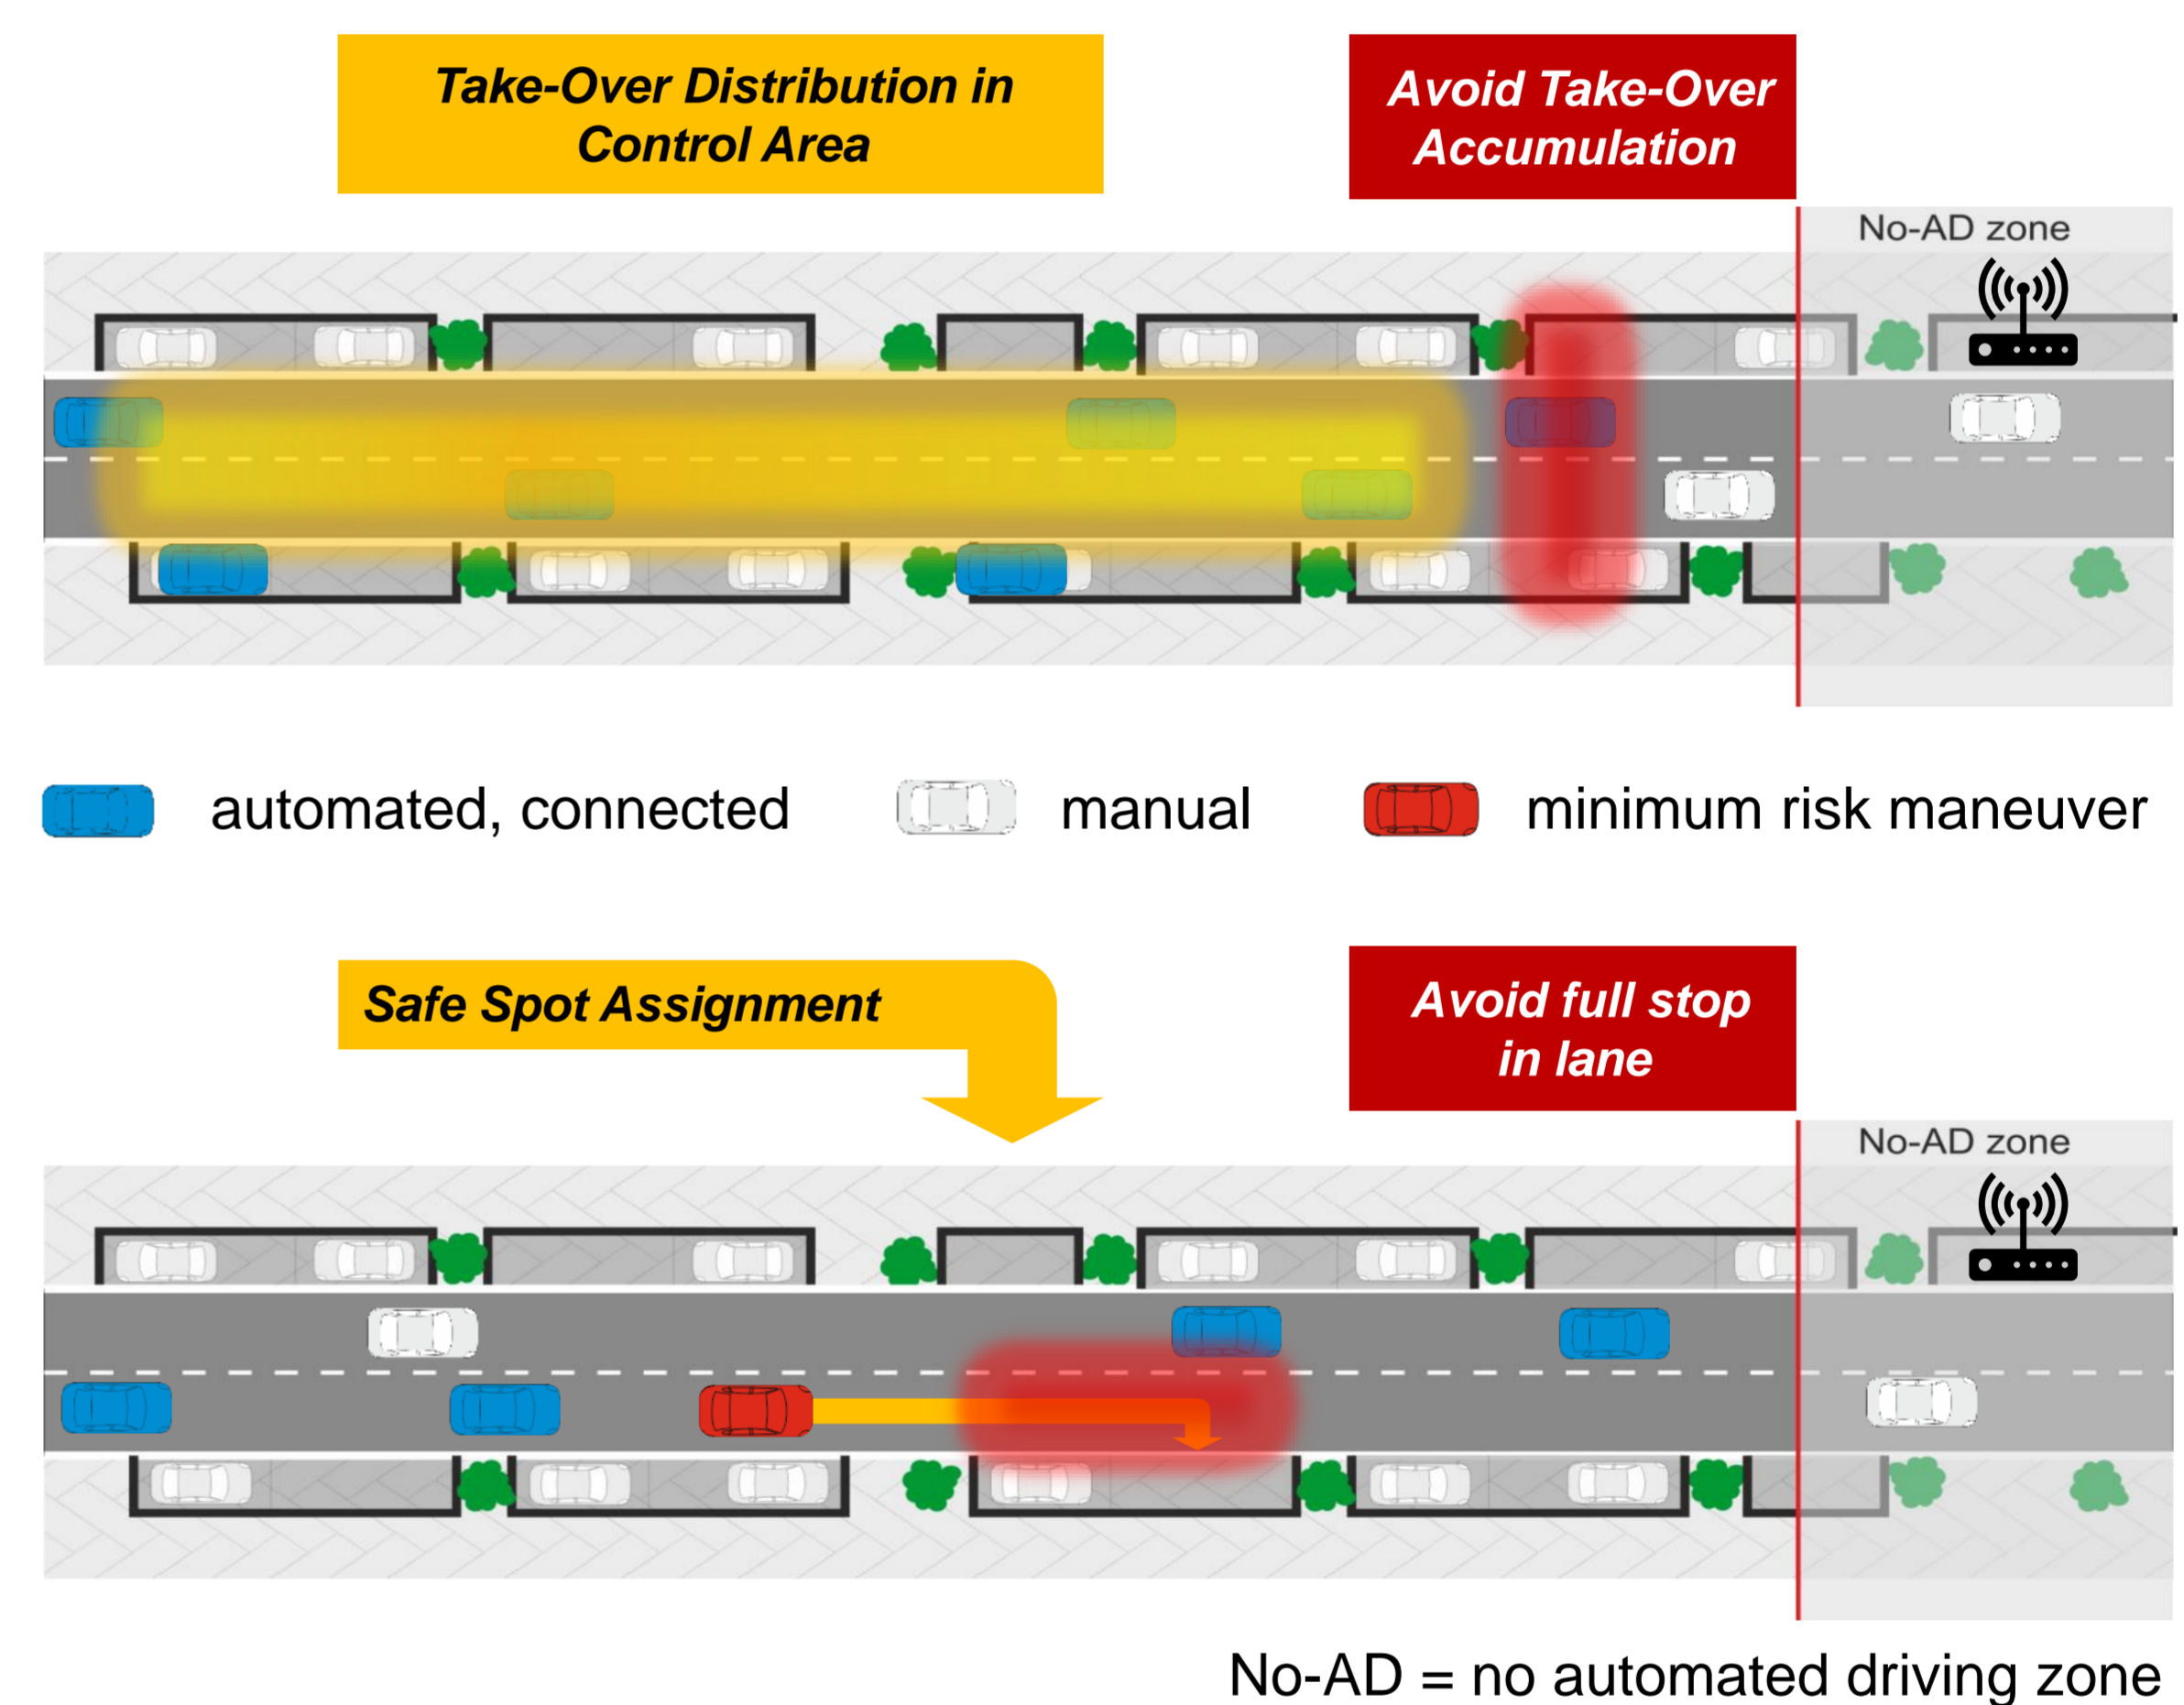 Take-Over Distribution in
Control Area
Avoid Take-Over
Accumulation
No-AD zone
automated, connected
manual
minimum risk maneuver
Safe Spot Assignment
Avoid full stop
in lane
No-AD zone
No-AD = no automated driving zone